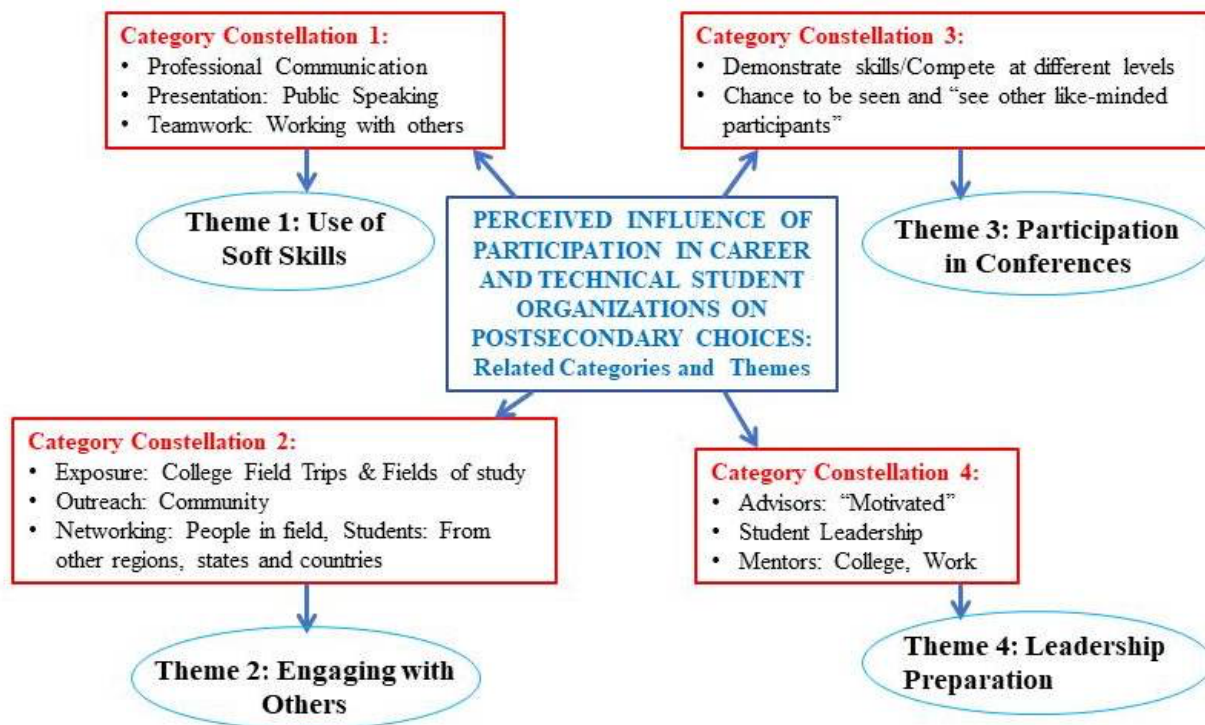 Category Constellation 1:
• Professional Communication
• Presentation: Public Speaking
• Teamwork: Working with others
Theme 1: Use of
Soft Skills
Category Constellation 3:
• Demonstrate skills/Compete at different levels
• Chance to be seen and “see other like-minded
participants”
Theme 3: Participation
in Conferences
PERCEIVED INFLUENCE OF
PARTICIPATION IN CAREER
AND TECHNICAL STUDENT
ORGANIZATIONS ON
POSTSECONDARY CHOICES:
Related Categories and Themes
Category Constellation 2:
• Exposure: College Field Trips & Fields of study
• Outreach: Community
• Networking: People in field, Students: From
other regions, states and countries
Theme 2: Engaging with
Others
Category Constellation 4:
• Advisors: “Motivated”
• Student Leadership
• Mentors: College, Work
Theme 4: Leadership
Preparation